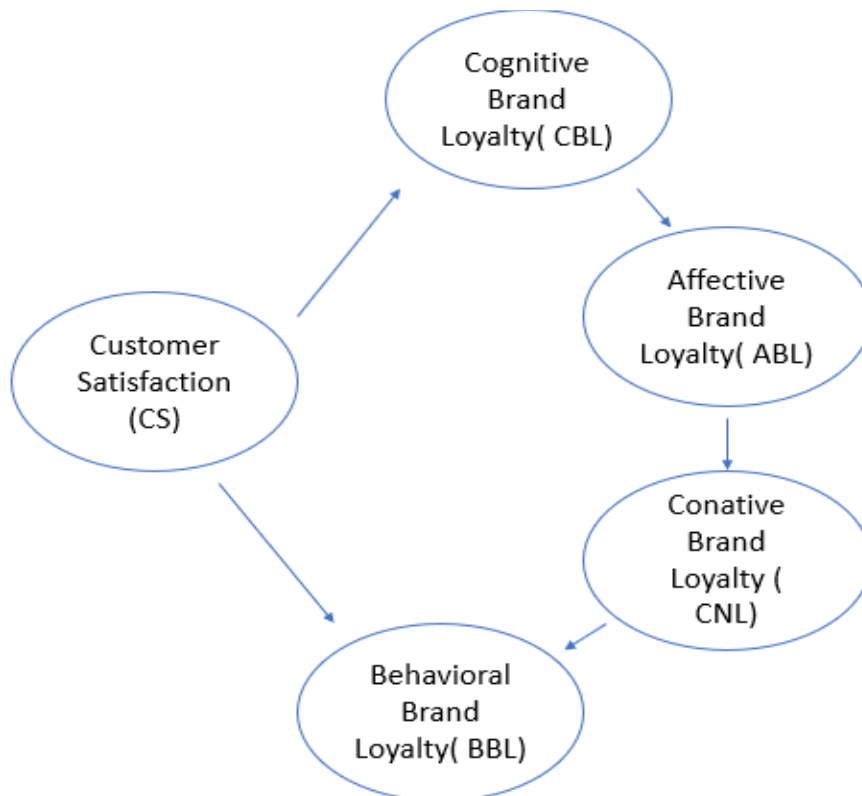 Cognitive
Brand
Loyalty( CBL)
Affective
Brand
Loyalty( ABL)
Customer
Satisfaction
(CS)
Conative
Brand
Loyalty (
CNL)
Behavioral
Brand
Loyalty( BBL)